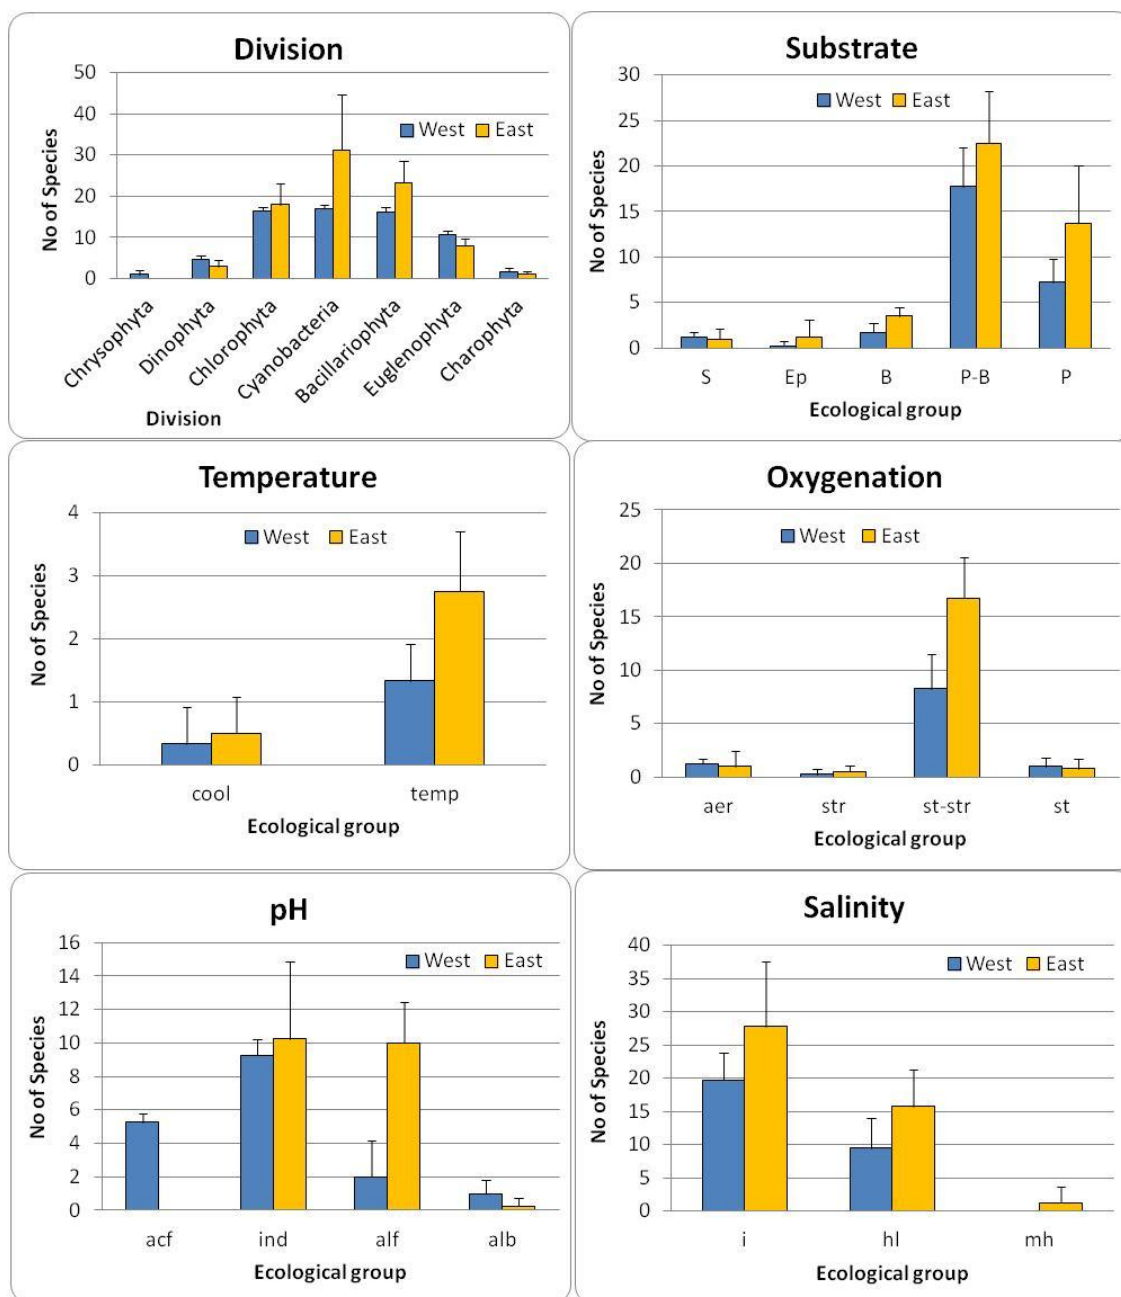 Division
50
40
30
20
10
0
No of Species
West East
Chrysophyta
Dinophyta
Chlorophyta
Cyanobacteria
Bacillariophyta
Euglenophyta
Charophyta
Division
Substrate
30
25
20
15
10
5
0
No of Species
West East
S Ep B P-B P
Ecological group
Temperature
4
3
2
1
0
No of Species
West East
cool temp
Ecological group
Oxygenation
25
20
15
10
5
0
No of Species
West East
aer str st-str st
Ecological group
pH
16
14
12
10
8
6
4
2
0
No of Species
West East
acf ind alf alb
Ecological group
Salinity
40
35
30
25
20
15
10
5
0
No of Species
West East
i hl mh
Ecological group